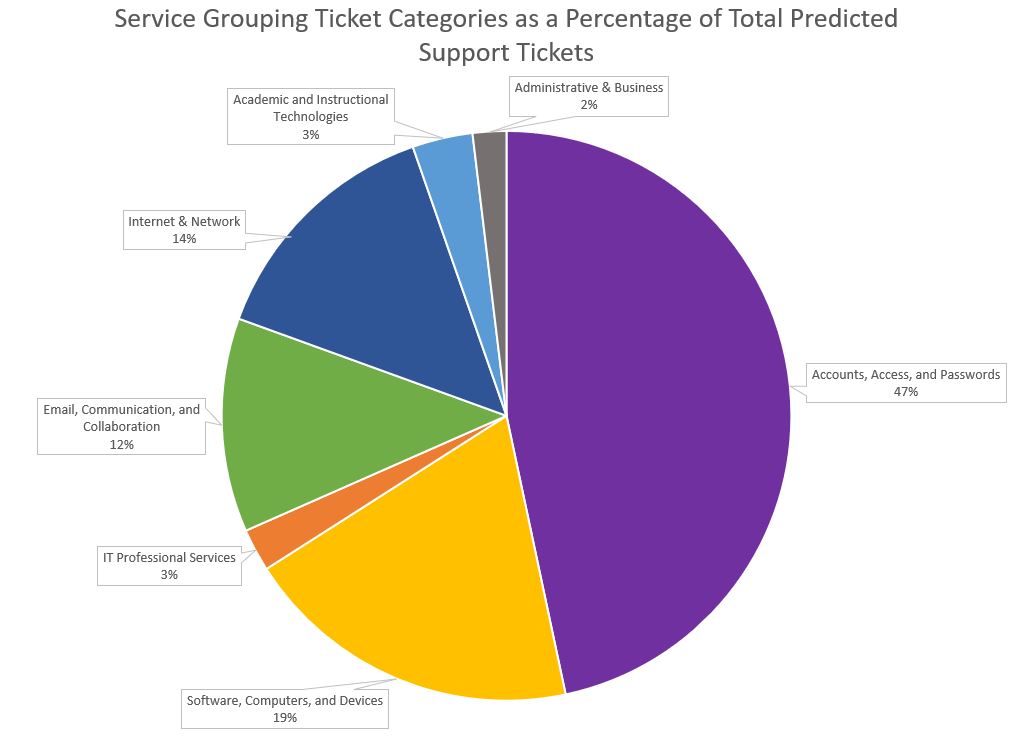 Service Grouping Ticket Categories as a Percentage of Total Predicted
Support Tickets
Administrative & Business
2%
Academic and Instructional
Technologies
3%
Internet & Network
14%
Accounts, Access, and Passwords
47%
Email, Communication, and
Collaboration
12%
IT Professional Services
3%
Software, Computers, and Devices
19%